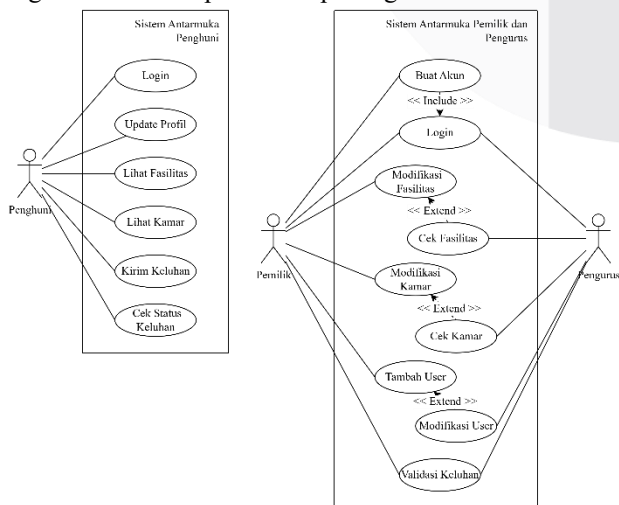 Sistem Antarmuka
Penghuni
Login
Update Profil
Lihat Fasilitas
Lihat Kamar
Kirim Keluhan
Cek Status
Keluhan
Penghuni
Sistem Antarmuka Pemilik dan
Pengurus
Buat Akun
<< Include >>
Login
Modifikasi
Fasilitas
<< Extend >>
Cek Fasilitas
Modifikasi
Kamar
<< Extend >>
Cek Kamar
Tambah User
<< Extend >>
Modifikasi User
Validasi Keluhan
Pemilik
Pengurus